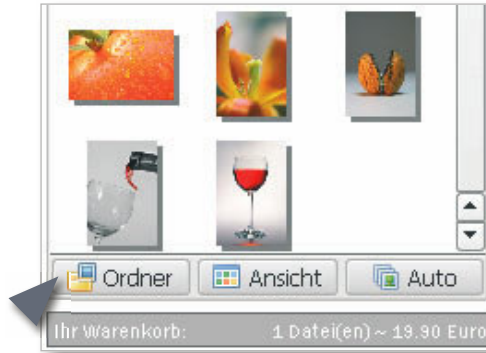 Ordner Ansicht Auto
Ihr Warenkorb: 1 Datei(en) ~ 19.90 Euro